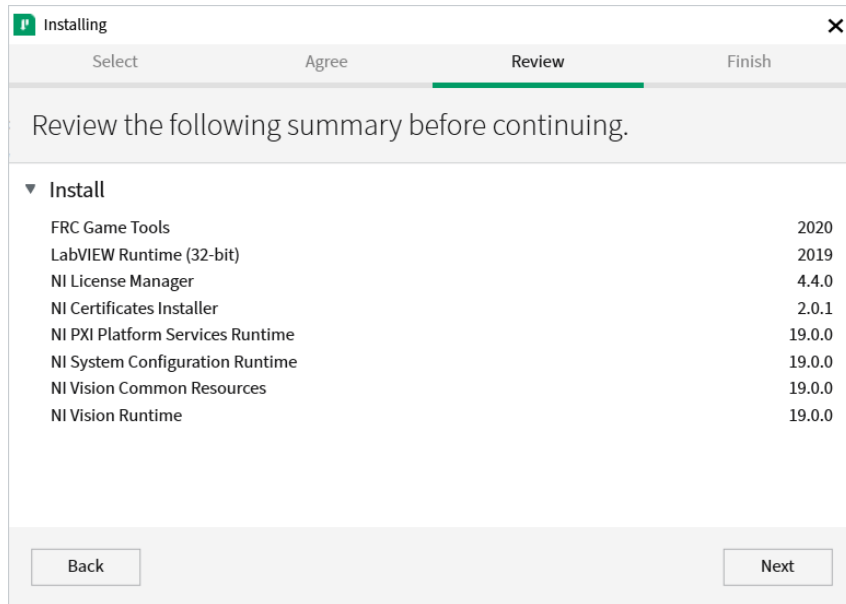 Installing
Select Agree Review Finish
Review the following summary before continuing.
Install
FRC Game Tools 2020
LabVIEW Runtime (32-bit) 2019
NI License Manager 4.4.0
NI Certificates Installer 2.0.1
NI PXI Platform Services Runtime 19.0.0
NI System Configuration Runtime 19.0.0
NI Vision Common Resources 19.0.0
NI Vision Runtime 19.0.0
Back Next